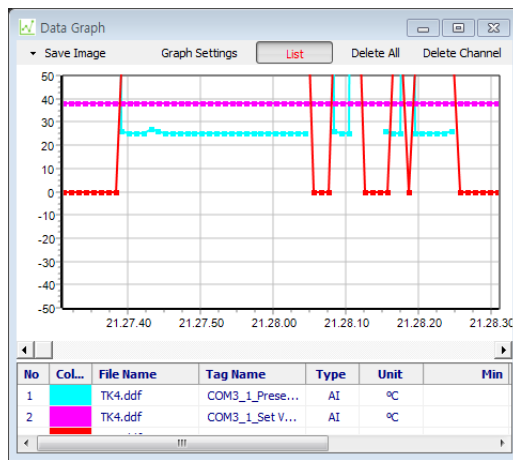 Data Graph
Save Image Graph Settings List Delete All Delete Channel
50
40
30
20
10
0
-10
-20
-30
-40
-50
21.27.40 21.27.50 21.28.00 21.28.10 21.28.20 21.28.30
No Col... File Name Tag Name Type Unit Min
1 TK4.ddf COM3_1_Prese... AI ºC
2 TK4.ddf COM3_1_Set V... AI ºC